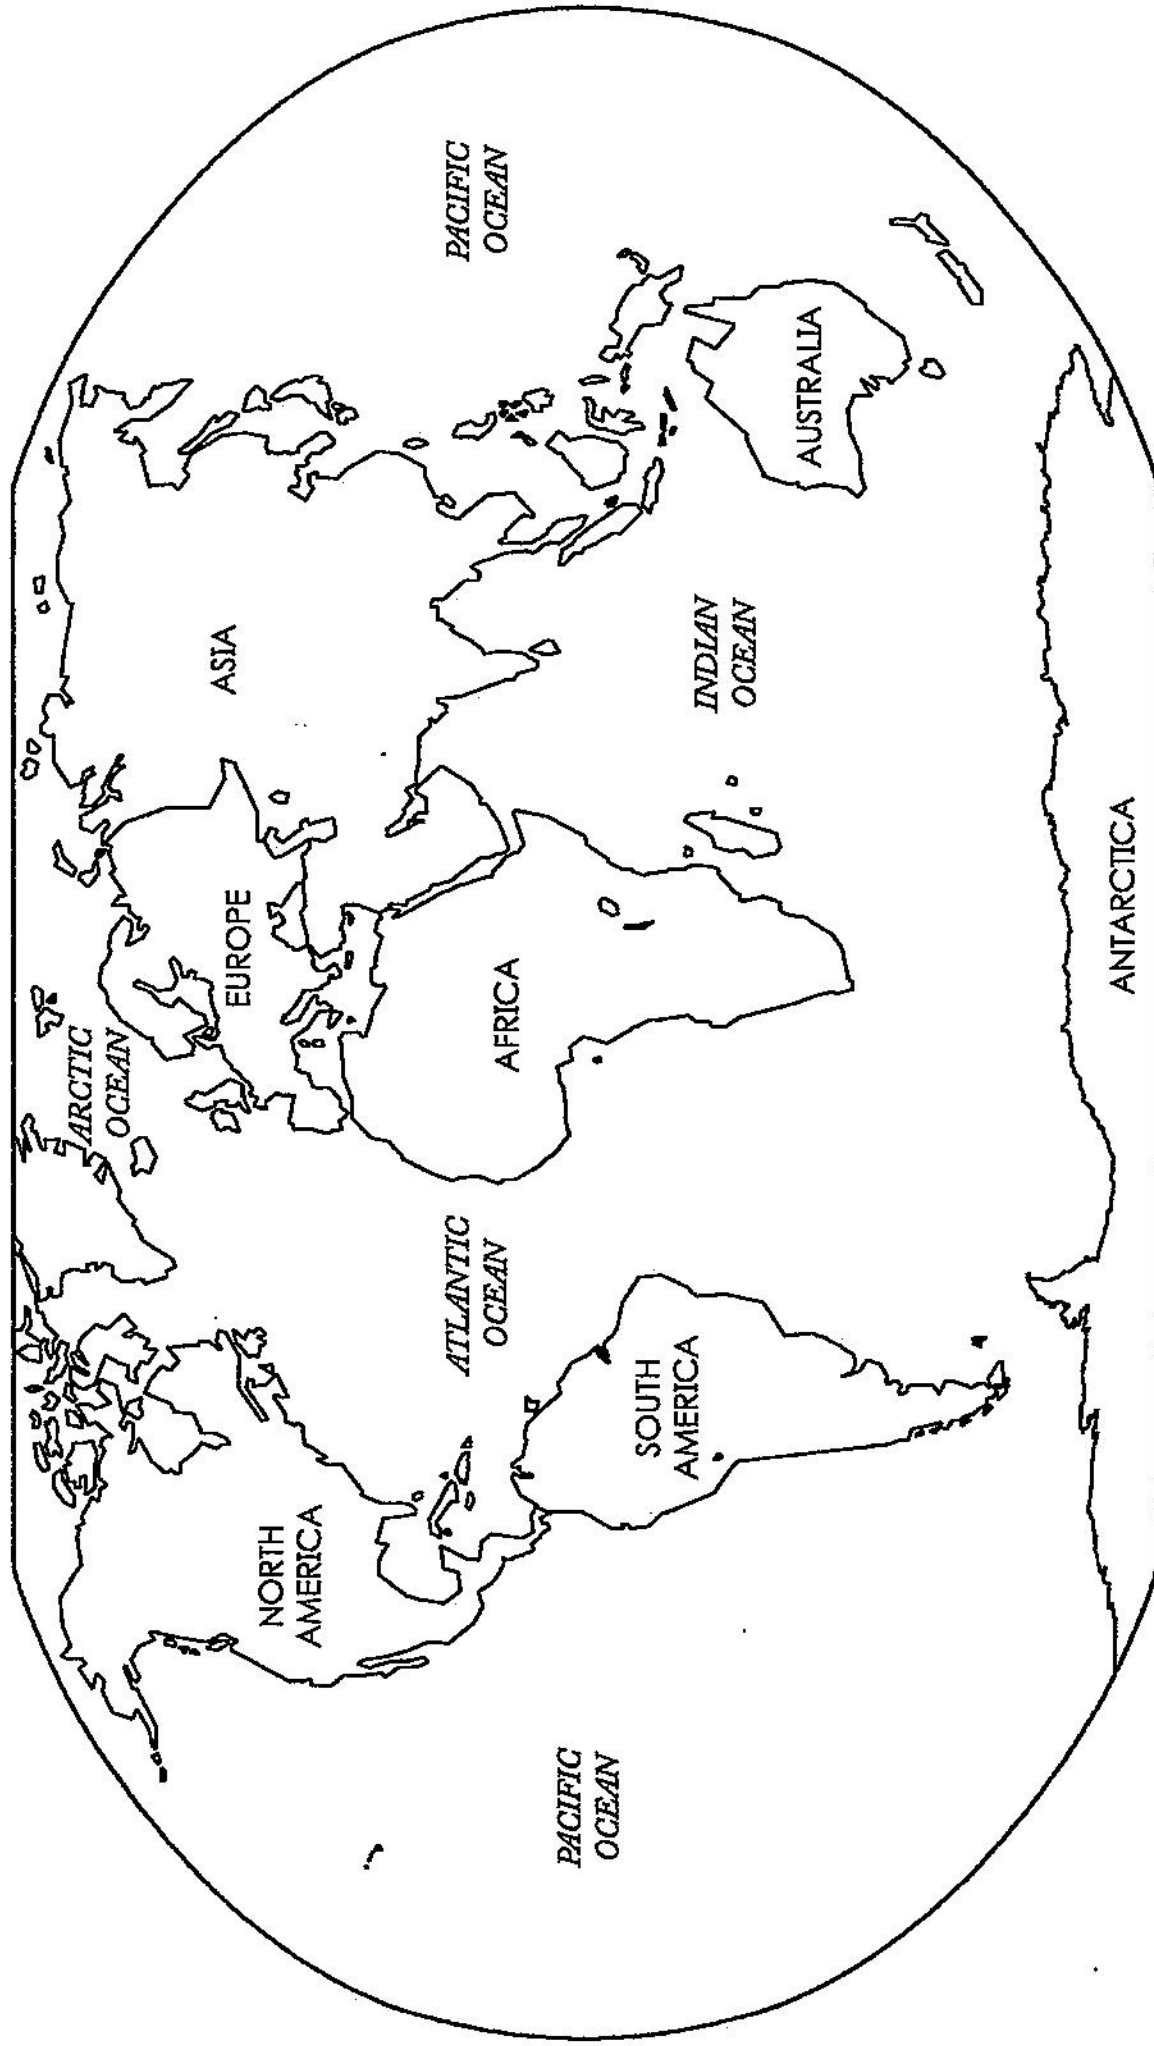 ARCTIC
OCEAN
NORTH
AMERICA
EUROPE
ASIA
ATLANTIC
OCEAN
PACIFIC
OCEAN
AFRICA
PACIFIC
OCEAN
SOUTH
AMERICA
INDIAN
OCEAN
AUSTRALIA
ANTARCTICA